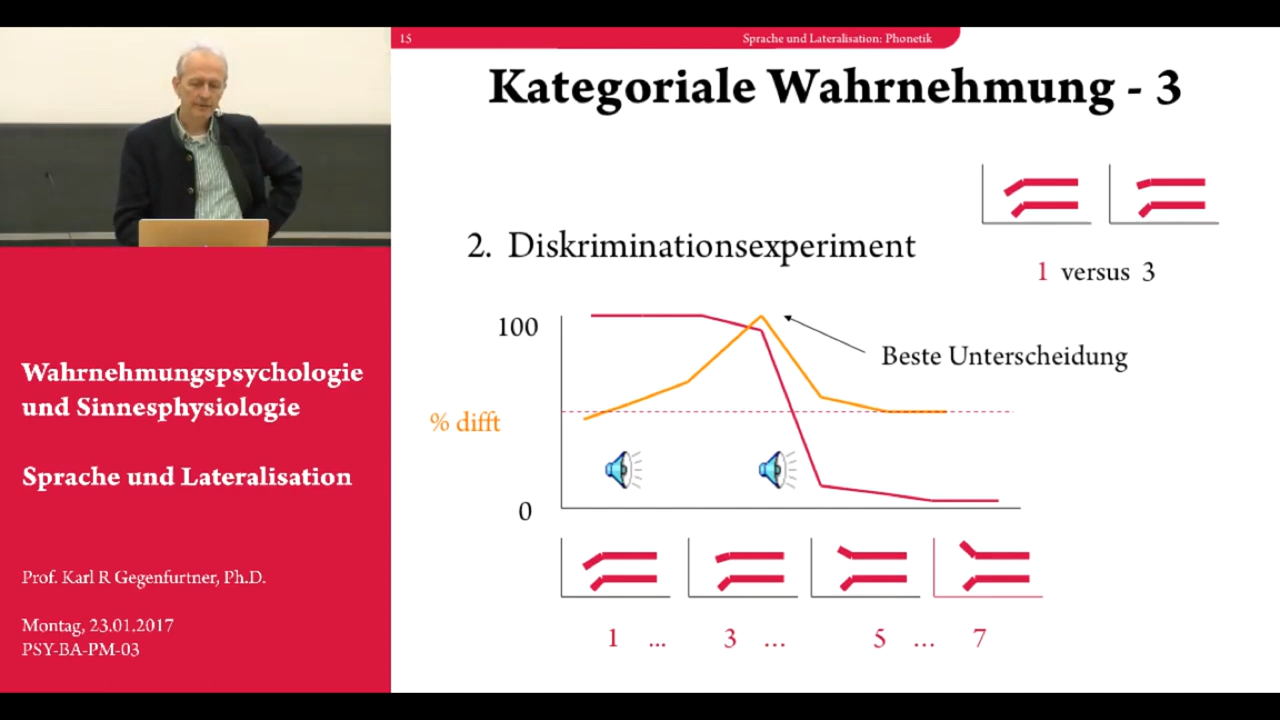 15
Sprache und Lateralisation: Phonetik
Kategoriale Wahrnehmung - 3
2. Diskriminationsexperiment
1 versus 3
100
Beste Unterscheidung
% difft
0
1 ... 3 ... 5 ... 7
Wahrnehmungspsychologie
und Sinnesphysiologie
Sprache und Lateralisation
Prof. Karl R Gegenfurtner, Ph.D.
Montag, 23.01.2017
PSY-BA-PM-03